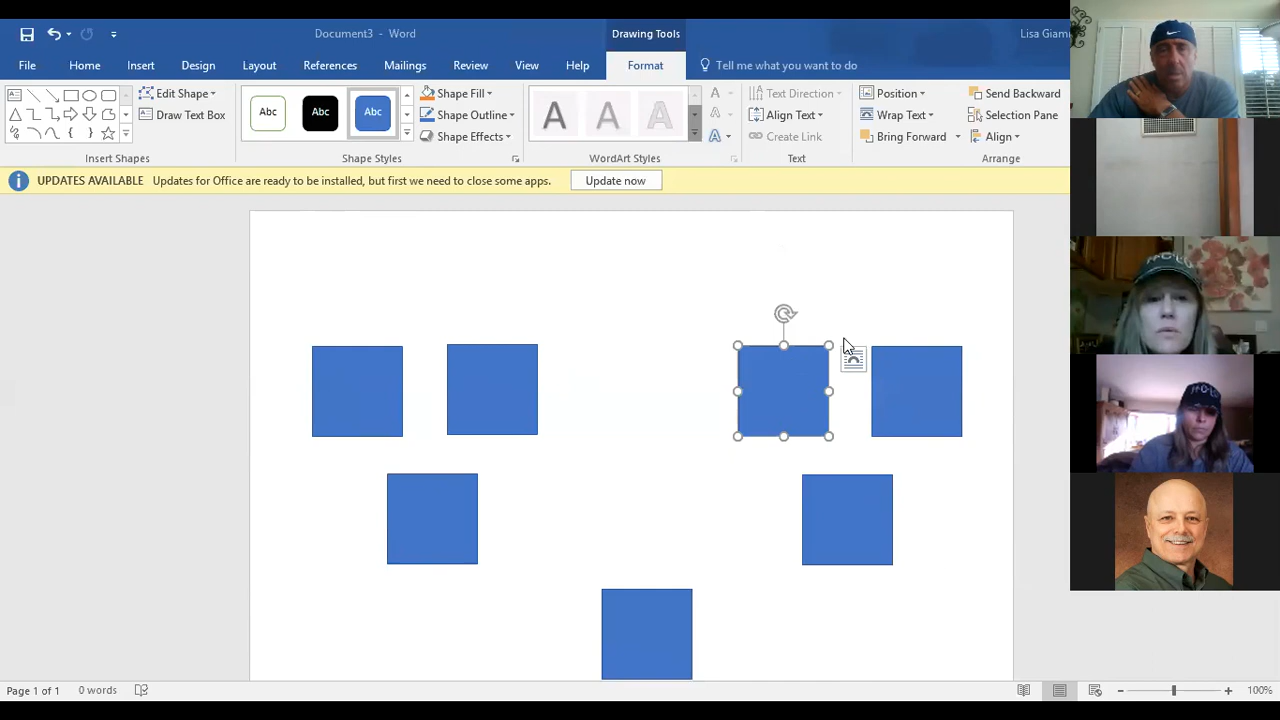 Document3 - Word
Drawing Tools
Lisa Giam
File Home Insert Design Layout References Mailings Review View Help Format Tell me what you want to do
Edit Shape
Draw Text Box
Insert Shapes
Abc Abc Abc
Shape Fill
Shape Outline
Shape Effects
Shape Styles
A A A
WordArt Styles
Text Direction
Align Text
Create Link
Text
Position
Wrap Text
Bring Forward
Send Backward
Selection Pane
Align
Arrange
UPDATES AVAILABLE Updates for Office are ready to be installed, but first we need to close some apps. Update now
Page 1 of 1 0 words 100%